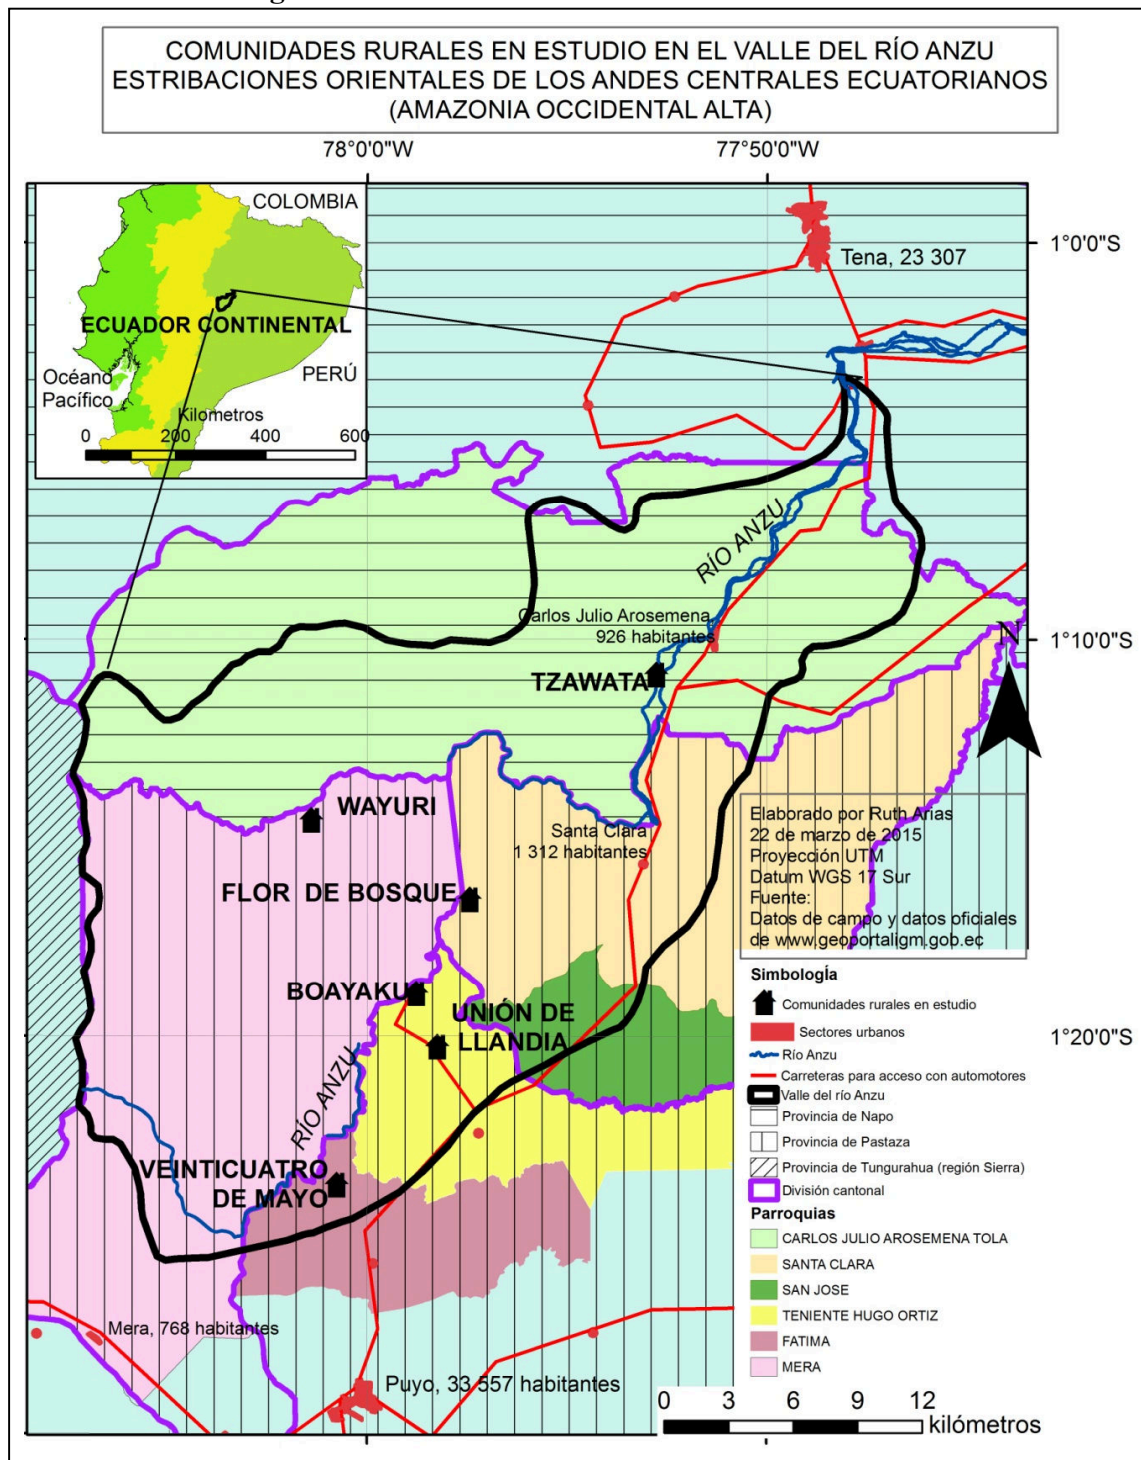 COMUNIDADES RURALES EN ESTUDIO EN EL VALLE DEL RÍO ANZU
ESTRIBACIONES ORIENTALES DE LOS ANDES CENTRALES ECUATORIANOS
(AMAZONIA OCCIDENTAL ALTA)
78°0'0"W
77°50'0"W
COLOMBIA
ECUADOR CONTINENTAL
PERÚ
Océano
Pacífico
Kilometros
0 200 400 600
1°0'0"S
Tena, 23 307
RÍO ANZU
Carlos Julio Arosemena,
926 habitantes
1°10'0"S
N
TZAWATA
WAYURI
Santa Clara
1 312 habitantes
FLOR DE BOSQUE
BOAYAKU
UNIÓN DE
LLANDIA
RÍO ANZU
VEINTICUATRO
DE MAYO
Mera, 768 habitantes
Puyo, 33 557 habitantes
Elaborado por Ruth Arias
22 de marzo de 2015
Proyección UTM
Datum WGS 17 Sur
Fuente:
Datos de campo y datos oficiales
de www.geoportaligm.gob.ec
Simbología
Comunidades rurales en estudio
Sectores urbanos
1°20'0"S
Río Anzu
Carreteras para acceso con automotores
Valle del río Anzu
Provincia de Napo
Provincia de Pastaza
Provincia de Tungurahua (región Sierra)
División cantonal
Parroquias
CARLOS JULIO AROSEMENA TOLA
SANTA CLARA
SAN JOSE
TENIENTE HUGO ORTIZ
FATIMA
MERA
0 3 6 9 12
kilómetros